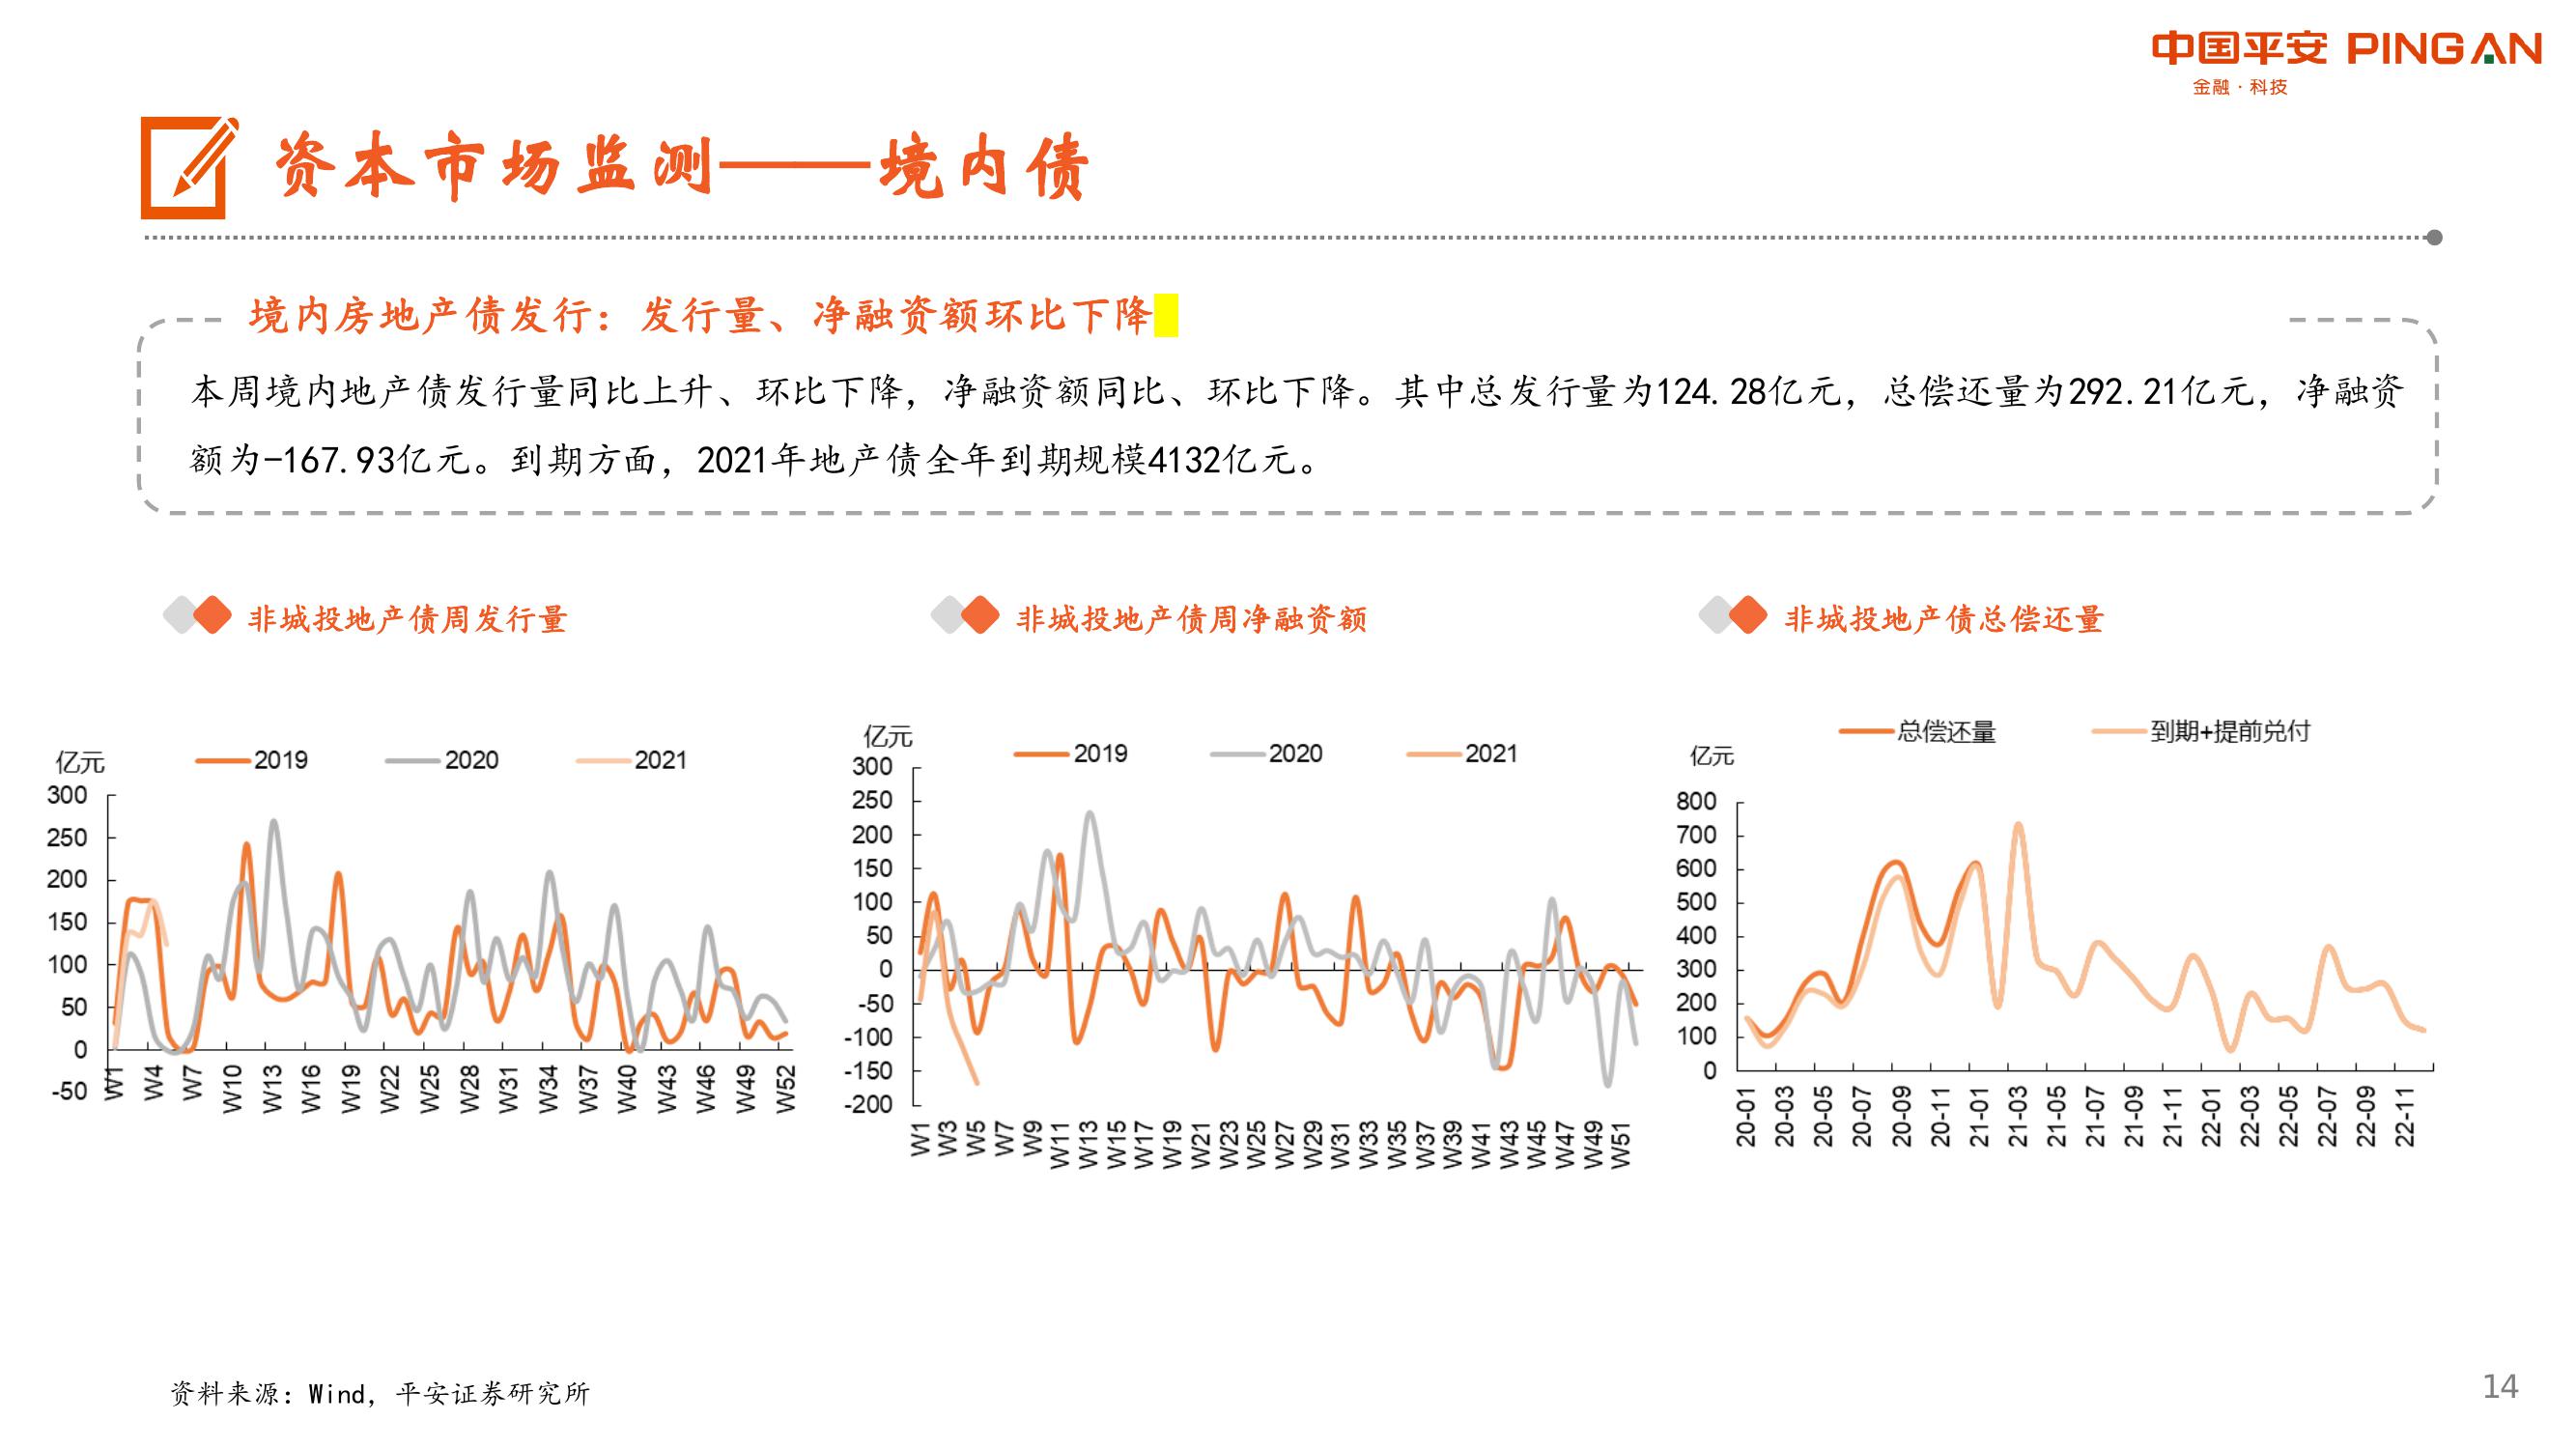 中国平安 PINGAN
金融·科技
资本市场监测——境内债
境内房地产债发行：发行量、净融资额环比下降
本周境内地产债发行量同比上升、环比下降，净融资额同比、环比下降。其中总发行量为124.28亿元，总偿还量为292.21亿元，净融资
额为-167.93亿元。到期方面，2021年地产债全年到期规模4132亿元。
非城投地产债周发行量
亿元
2019 2020 2021
300
250
200
150
100
50
0
-50
W1 W4 W7 W10 W13 W16 W19 W22 W25 W28 W31 W34 W37 W40 W43 W46 W49 W52
非城投地产债周净融资额
亿元
2019 2020 2021
300
250
200
150
100
50
0
-50
-100
-150
-200
W1 W3 W5 W7 W9 W11 W13 W15 W17 W19 W21 W23 W25 W27 W29 W31 W33 W35 W37 W39 W41 W43 W45 W47 W49 W51
非城投地产债总偿还量
总偿还量 到期+提前兑付
亿元
800
700
600
500
400
300
200
100
0
20-01 20-03 20-05 20-07 20-09 20-11 21-01 21-03 21-05 21-07 21-09 21-11 22-01 22-03 22-05 22-07 22-09 22-11
资料来源：Wind，平安证券研究所
14